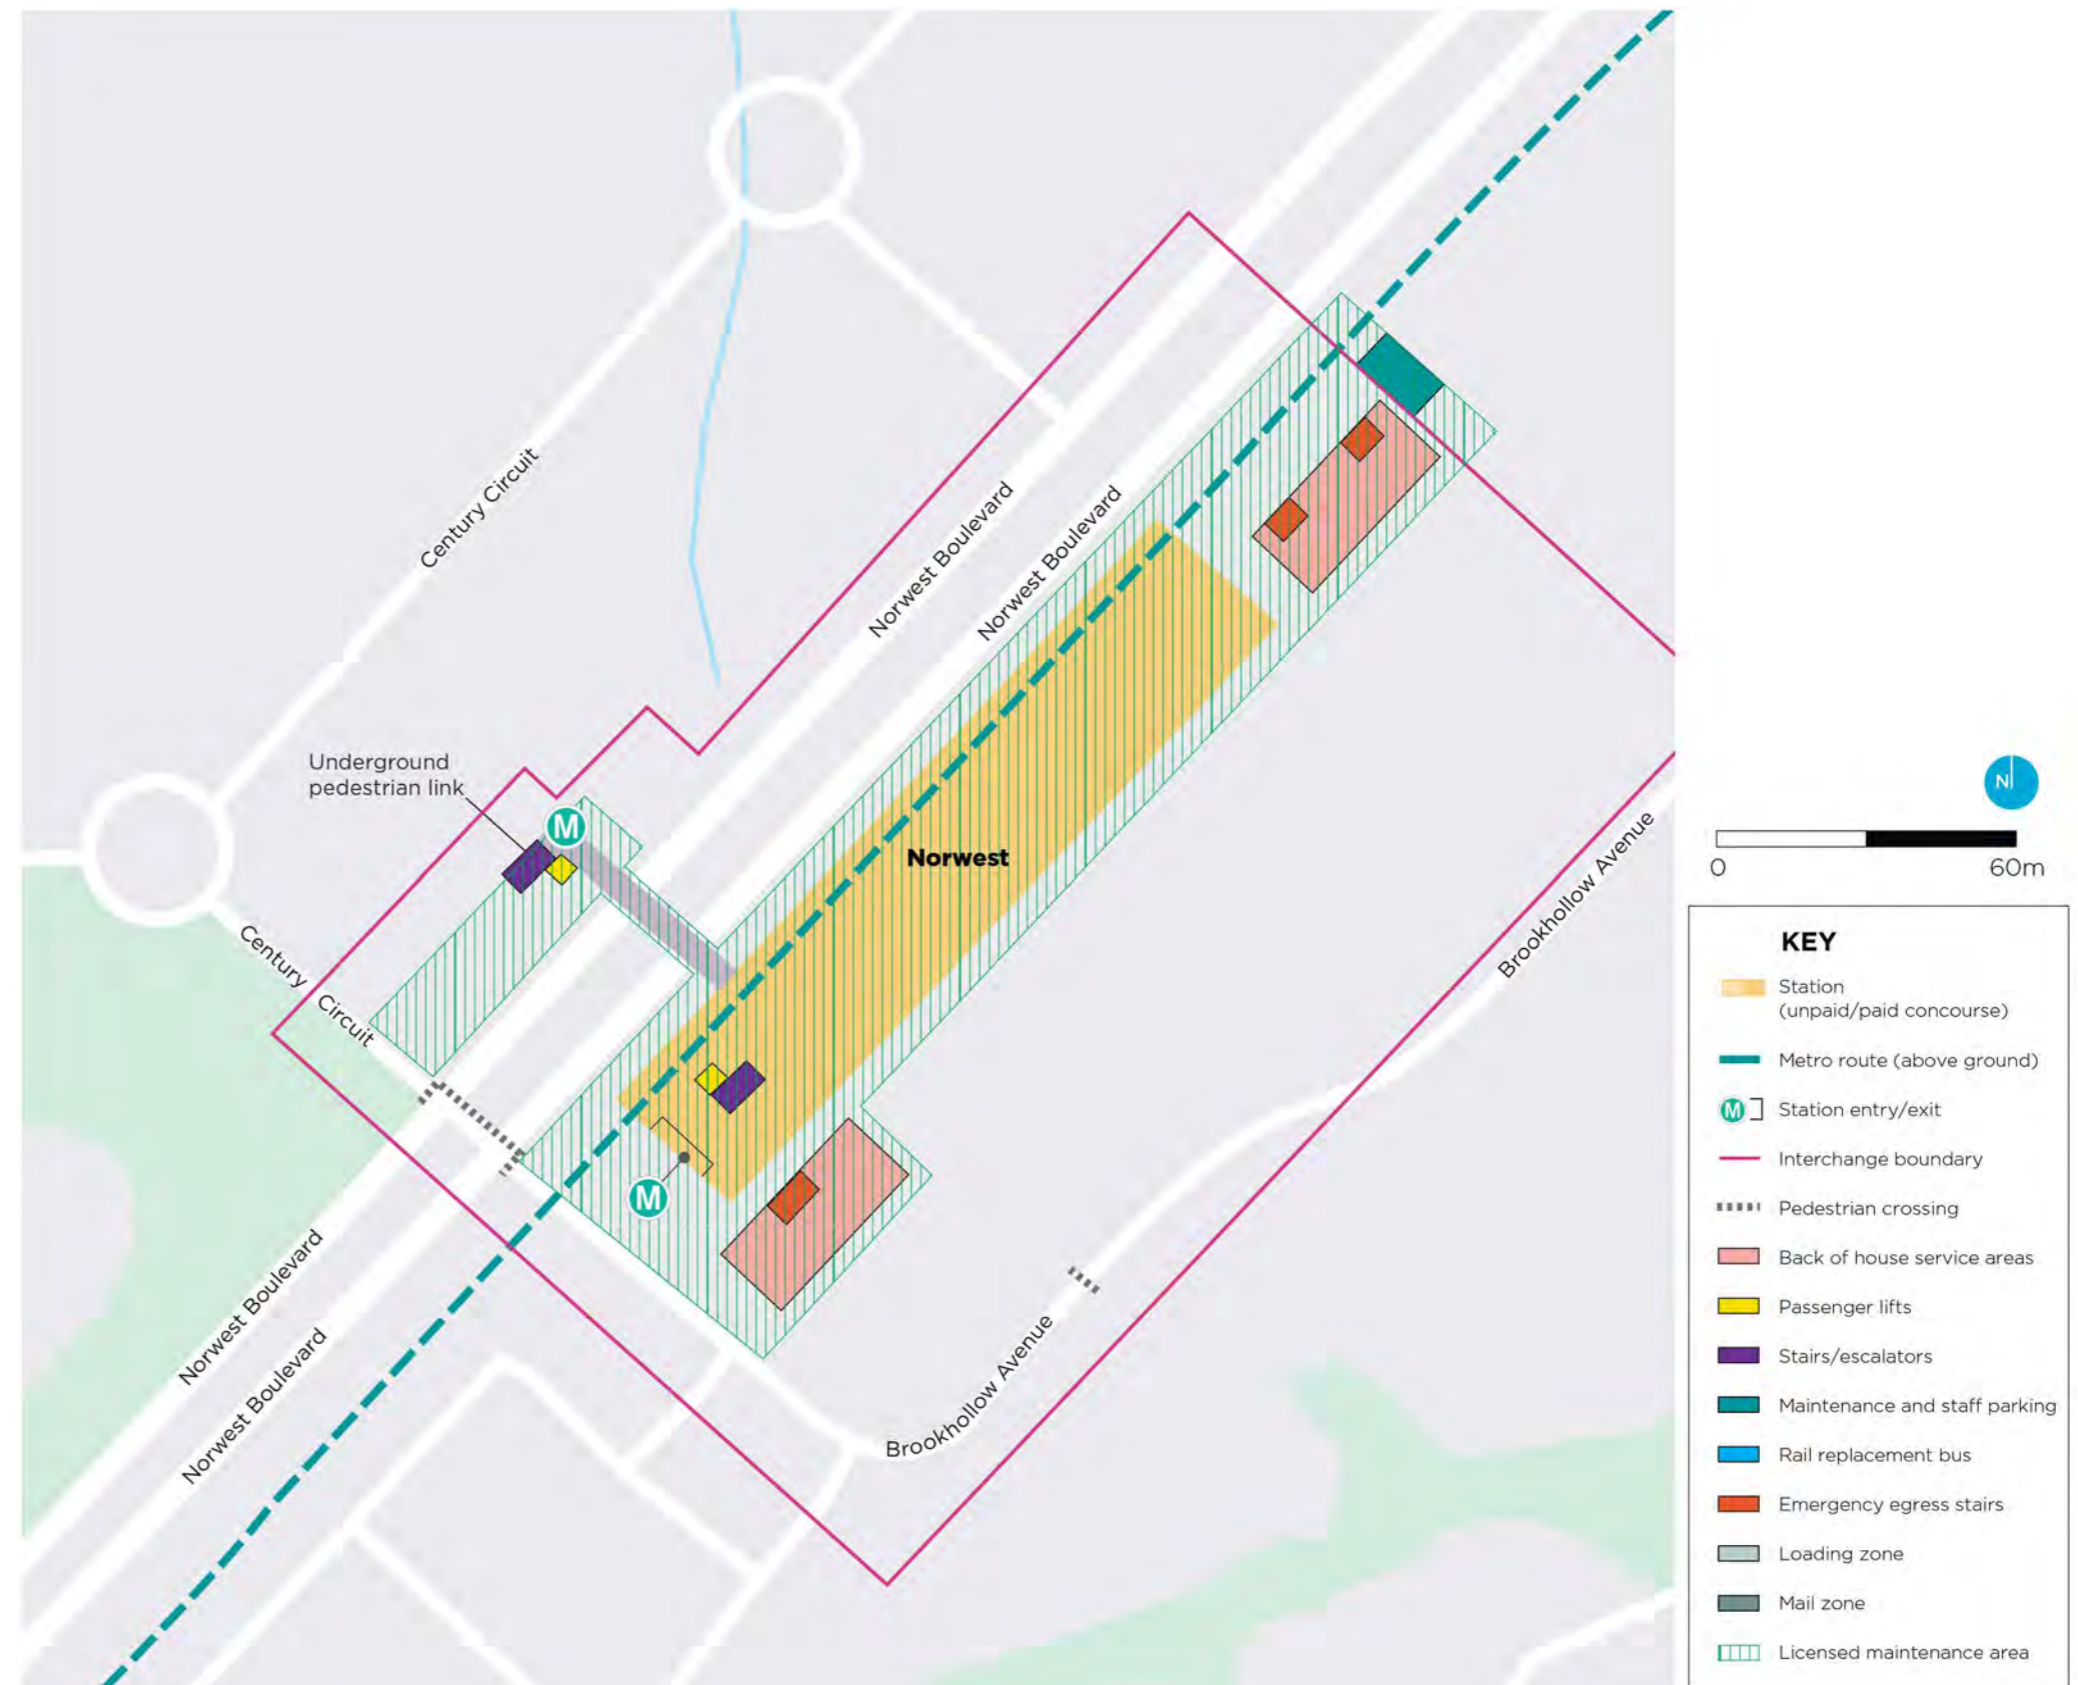 Century Circuit
Norwest Boulevard
Norwest Boulevard
Underground
pedestrian link
M
Norwest
Century Circuit
M
Brookhollow Avenue
Norwest Boulevard
Norwest Boulevard
Brookhollow Avenue
N
0 60m
KEY
Station
(unpaid/paid concourse)
Metro route (above ground)
M Station entry/exit
Interchange boundary
Pedestrian crossing
Back of house service areas
Passenger lifts
Stairs/escalators
Maintenance and staff parking
Rail replacement bus
Emergency egress stairs
Loading zone
Mail zone
Licensed maintenance area